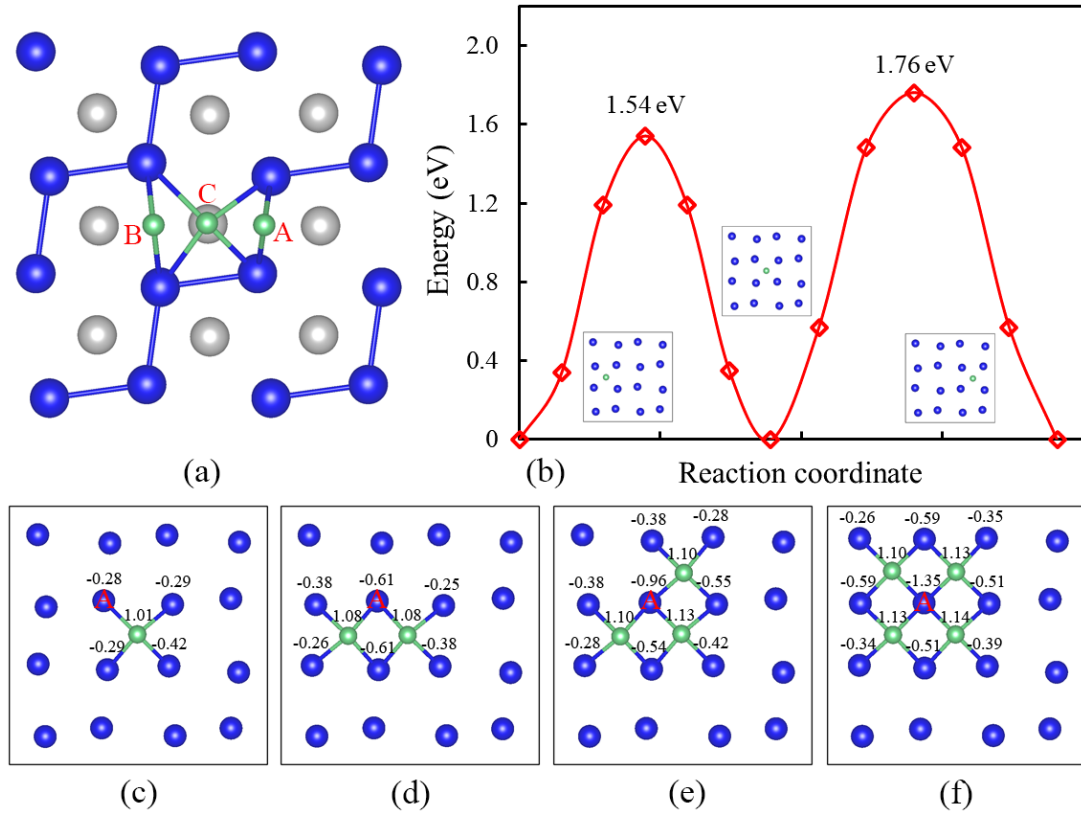 C
B
A
(a)
Energy (eV)
2.0
1.6
1.2
0.8
0.4
0
1.54 eV
1.76 eV
Reaction coordinate
(b)
-0.28
-0.29
A
1.01
-0.29
-0.42
(c)
-0.38
-0.61
-0.25
A
1.08
1.08
-0.26
-0.61
-0.38
(d)
-0.38
-0.28
1.10
-0.38
-0.96
-0.55
A
1.10
1.13
-0.28
-0.54
-0.42
(e)
-0.26
-0.59
-0.35
1.10
1.13
-0.59
-1.35
-0.51
A
1.13
1.14
-0.34
-0.51
-0.39
(f)